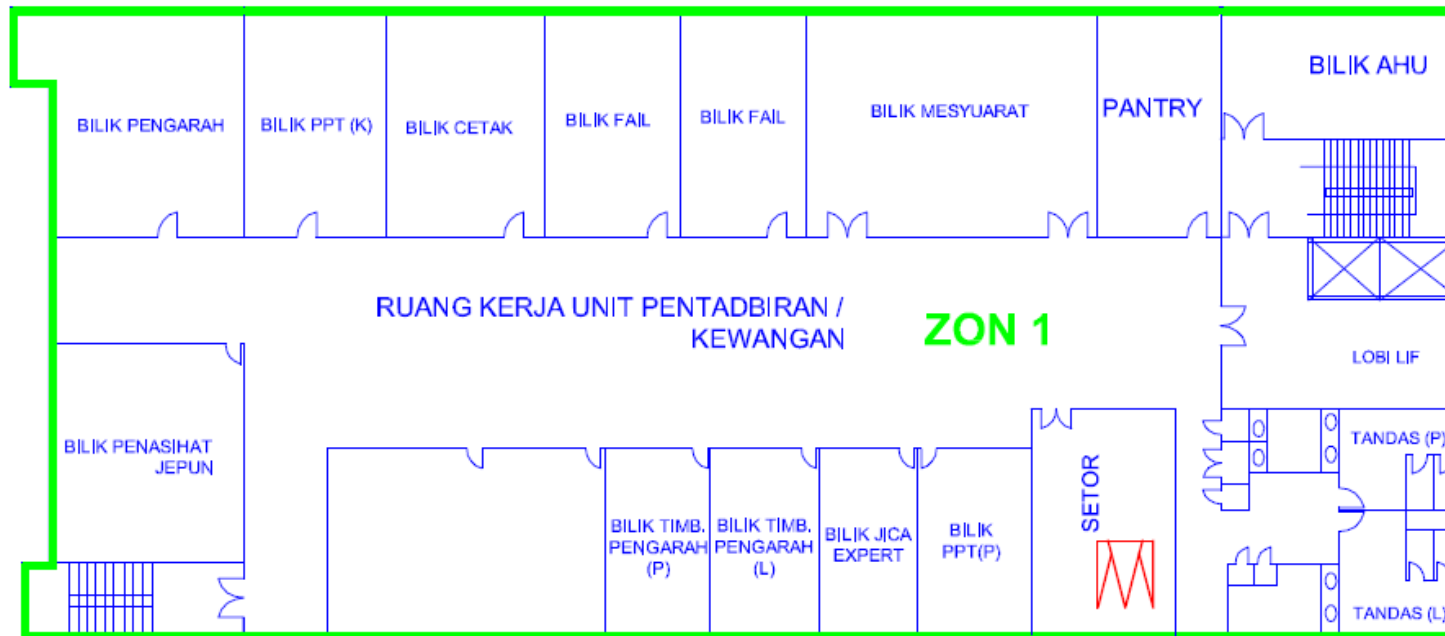 BILIK AHU
BILIK PENGARAH
BILIK PPT (K)
BILIK CETAK
BILIK FAIL
BILIK FAIL
BILIK MESYUARAT
PANTRY
RUANG KERJA UNIT PENTADBIRAN /
KEWANGAN
ZON 1
LOBI LIF
BILIK PENASIHAT
JEPUN
TANDAS (P)
SETOR
BILIK TIMB.
PENGARAH
(P)
BILIK TIMB.
PENGARAH
(L)
BILIK JICA
EXPERT
BILIK
PPT(P)
TANDAS (L)